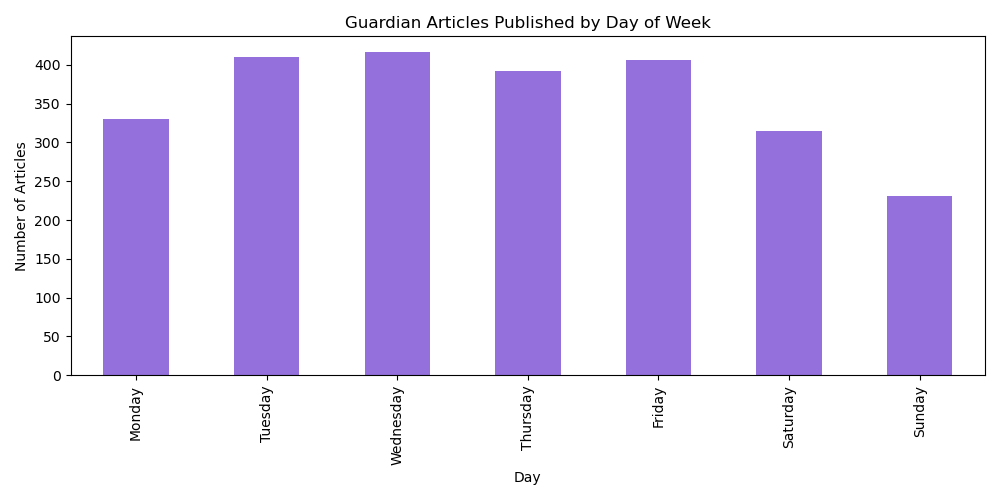 Guardian Articles Published by Day of Week
Number of Articles
400
350
300
250
200
150
100
50
0
Monday
Tuesday
Wednesday
Thursday
Friday
Saturday
Sunday
Day